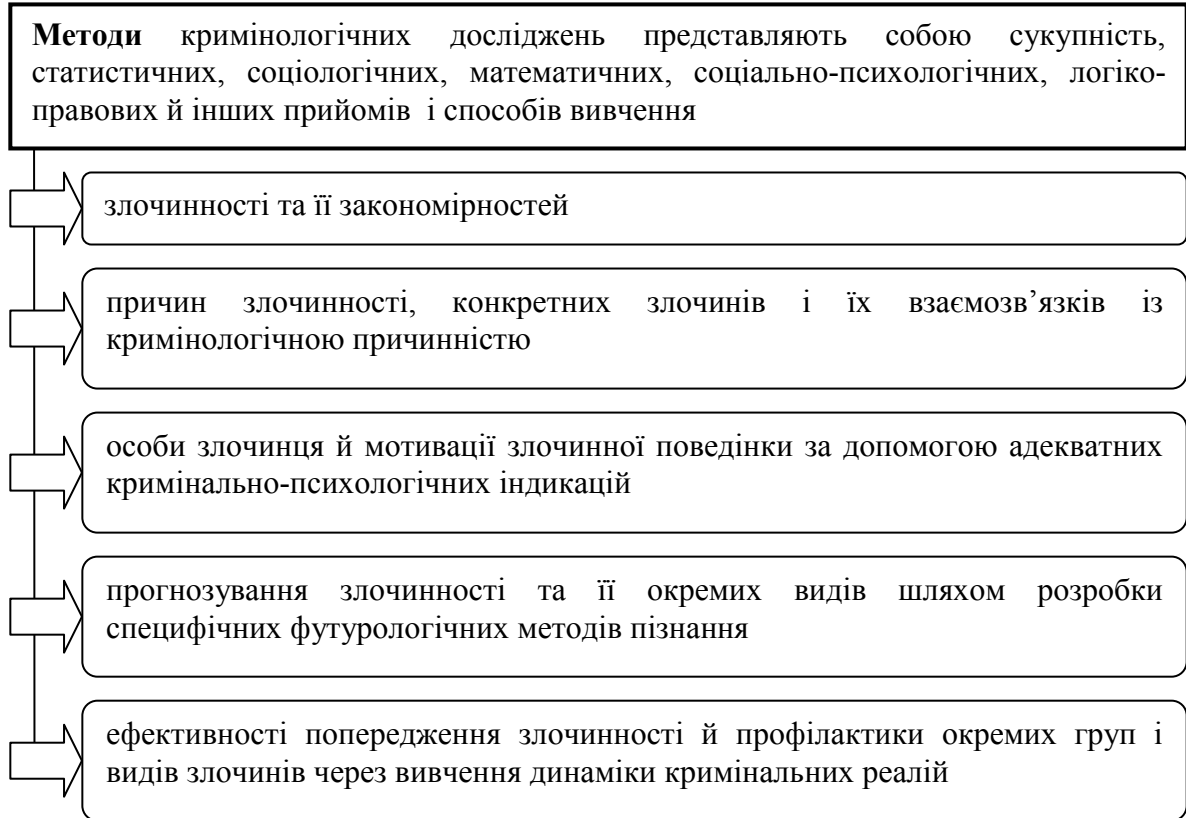 Методи кримінологічних досліджень представляють собою сукупність,
статистичних, соціологічних, математичних, соціально-психологічних, логіко-
правових й інших прийомів і способів вивчення
злочинності та її закономірностей
причин злочинності, конкретних злочинів і їх взаємозв’язків із
кримінологічною причинністю
особи злочинця й мотивації злочинної поведінки за допомогою адекватних
кримінально-психологічних індикацій
прогнозування злочинності та її окремих видів шляхом розробки
специфічних футурологічних методів пізнання
ефективності попередження злочинності й профілактики окремих груп і
видів злочинів через вивчення динаміки кримінальних реалій